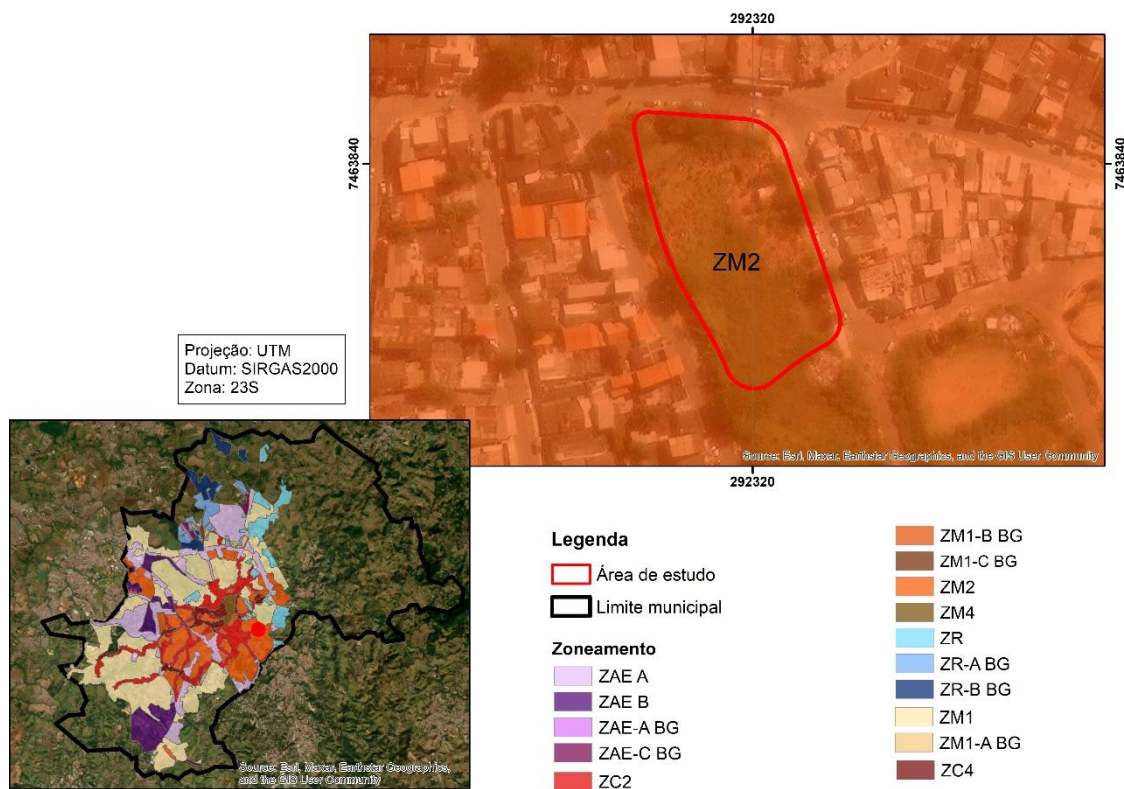 292320
7463840
7463840
ZM2
Source: Esri, Maxar, Earthstar Geographics, and the GIS User Community
292320
Projeção: UTM
Datum: SIRGAS2000
Zona: 23S
Source: Esri, Maxar, Earthstar Geographics,
and the GIS User Community
Legenda
Área de estudo
Limite municipal
Zoneamento
ZAE A
ZAE B
ZAE-A BG
ZAE-C BG
ZC2
ZM1-B BG
ZM1-C BG
ZM2
ZM4
ZR
ZR-A BG
ZR-B BG
ZM1
ZM1-A BG
ZC4